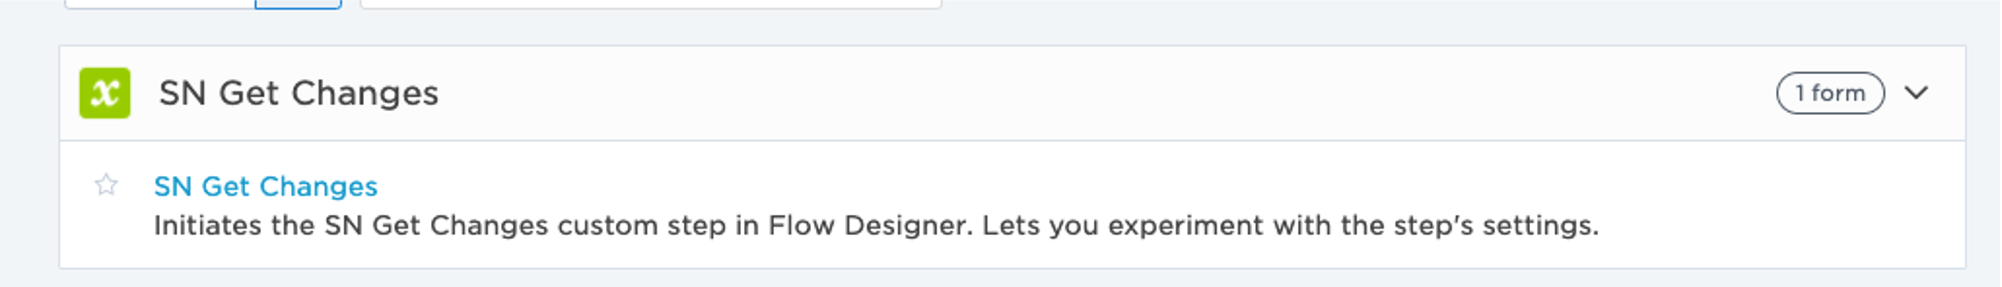 SN Get Changes
1 form
SN Get Changes
Initiates the SN Get Changes custom step in Flow Designer. Lets you experiment with the step's settings.